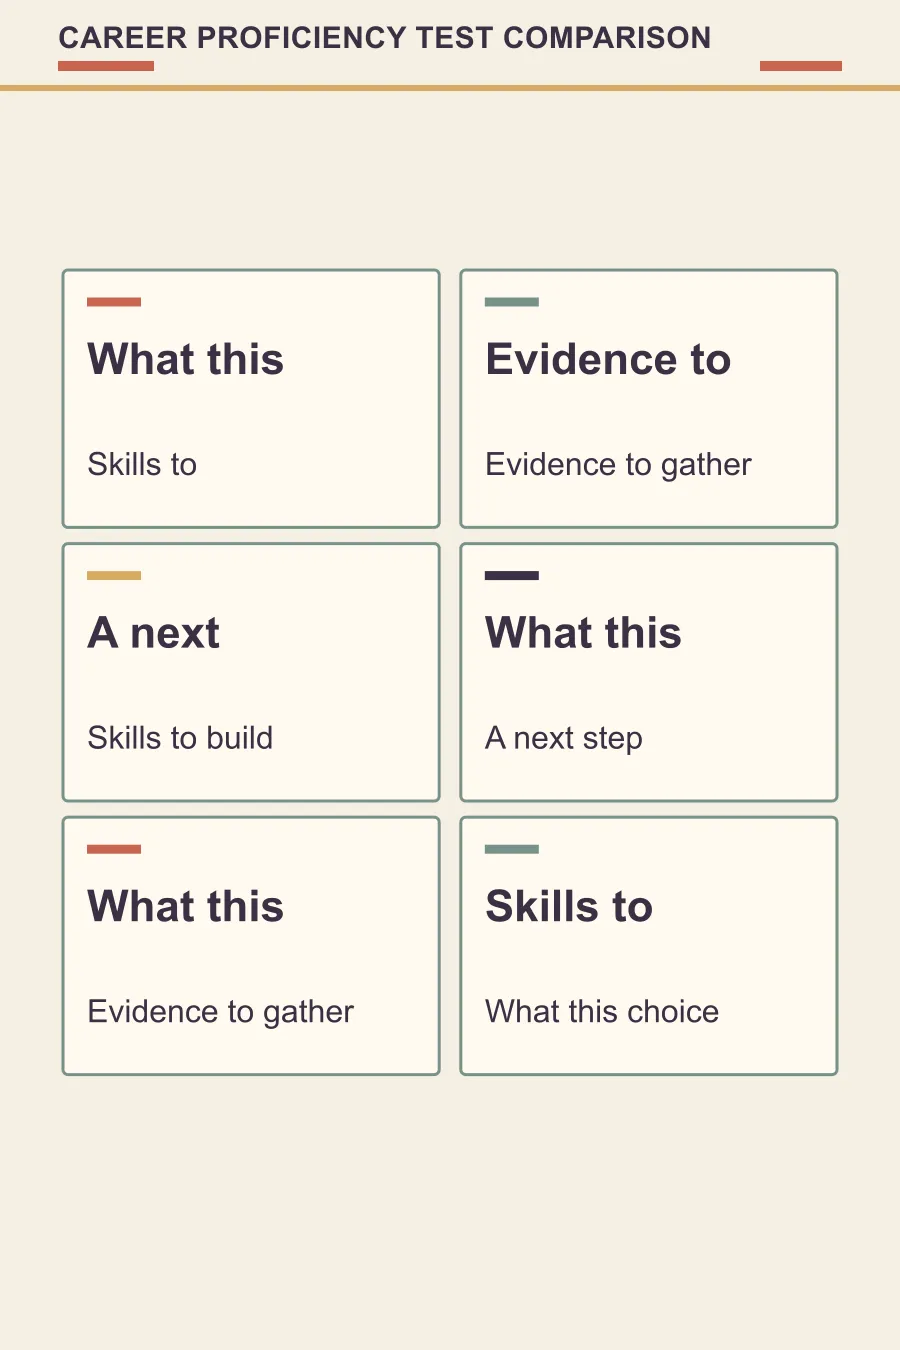 CAREER PROFICIENCY TEST COMPARISON
What this
Skills to
Evidence to
Evidence to gather
A next
Skills to build
What this
A next step
What this
Evidence to gather
Skills to
What this choice